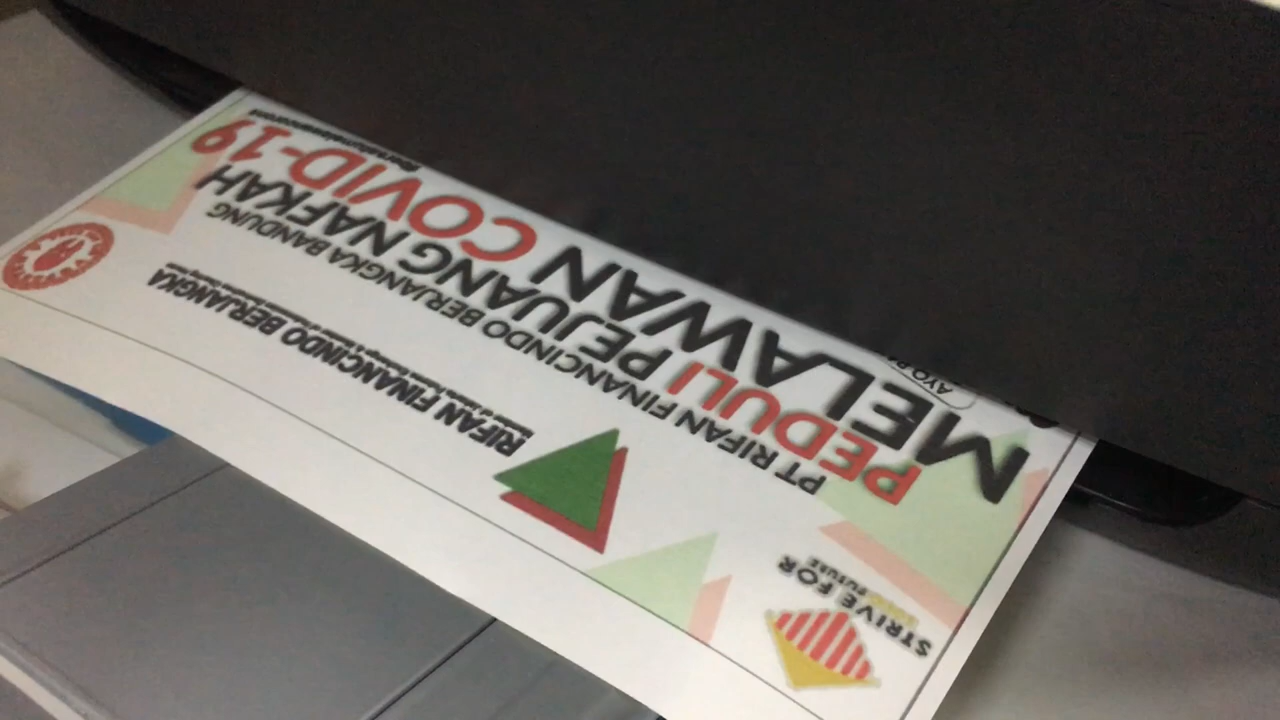 STRIVE FOR
FUTURE
RIFAN FINANCINDO BERJANGKA
PT RIFAN FINANCINDO BERJANGKA BANDUNG
PEDULI PEJUANG NAFKAH
MELAWAN COVID-19